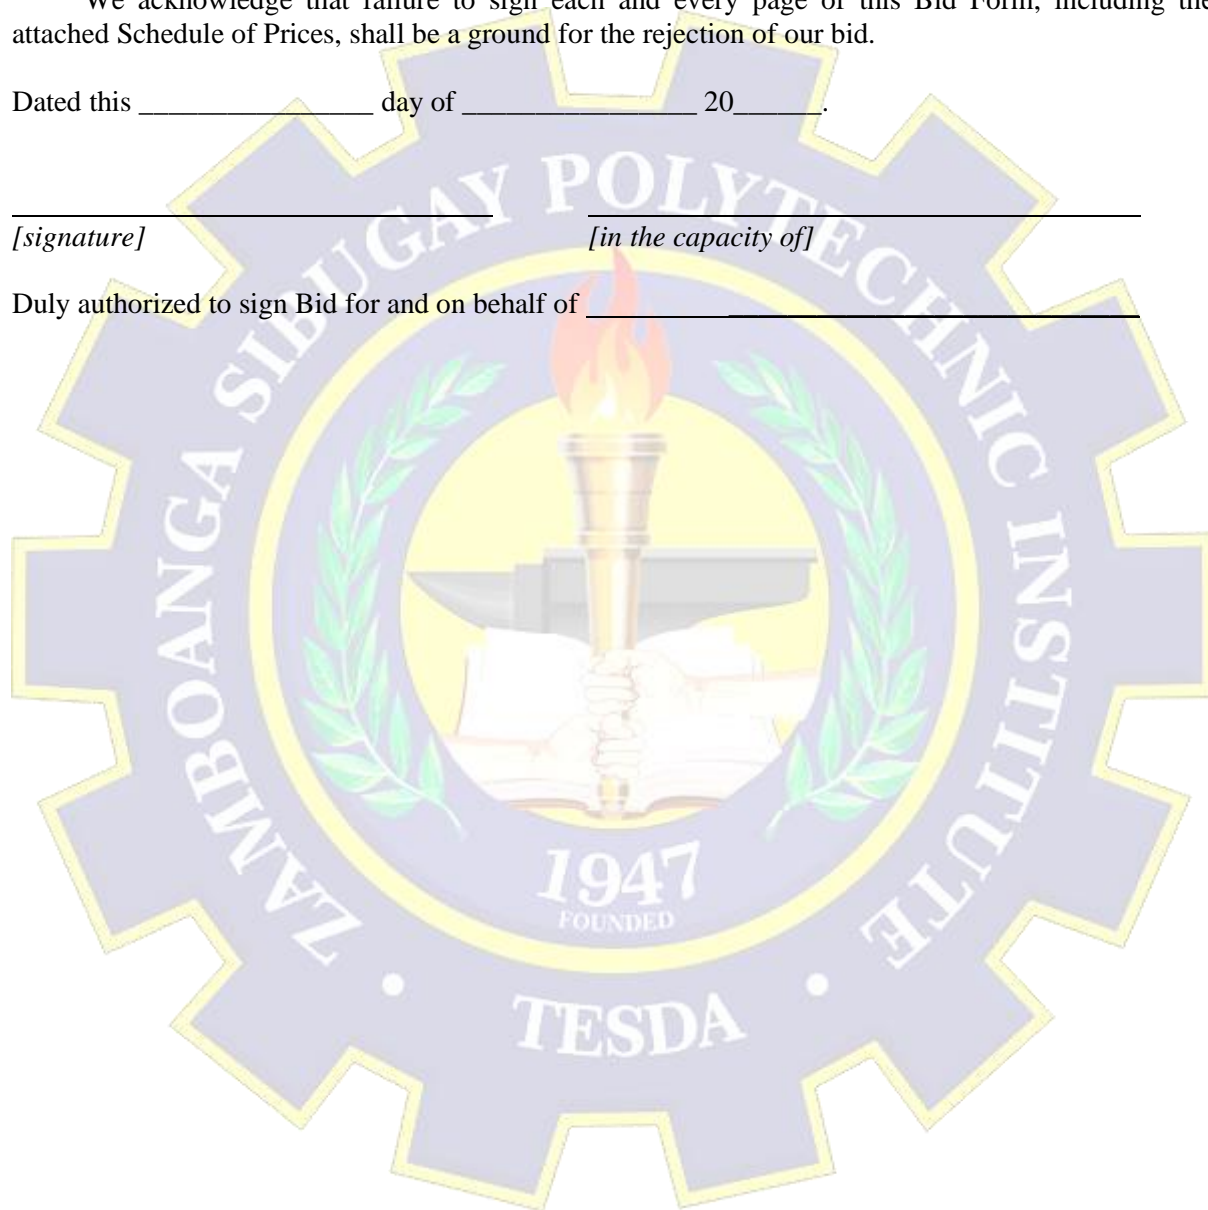 We acknowledge that failure to sign each and every page of this Bid Form, including the
attached Schedule of Prices, shall be a ground for the rejection of our bid.
Dated this ________________ day of ________________ 20______.
[signature] [in the capacity of]
Duly authorized to sign Bid for and on behalf of ______________________________________
ZAMBOANGA SIBUGAY POLYTECHNIC INSTITUTE
1947
FOUNDED
• TESDA •